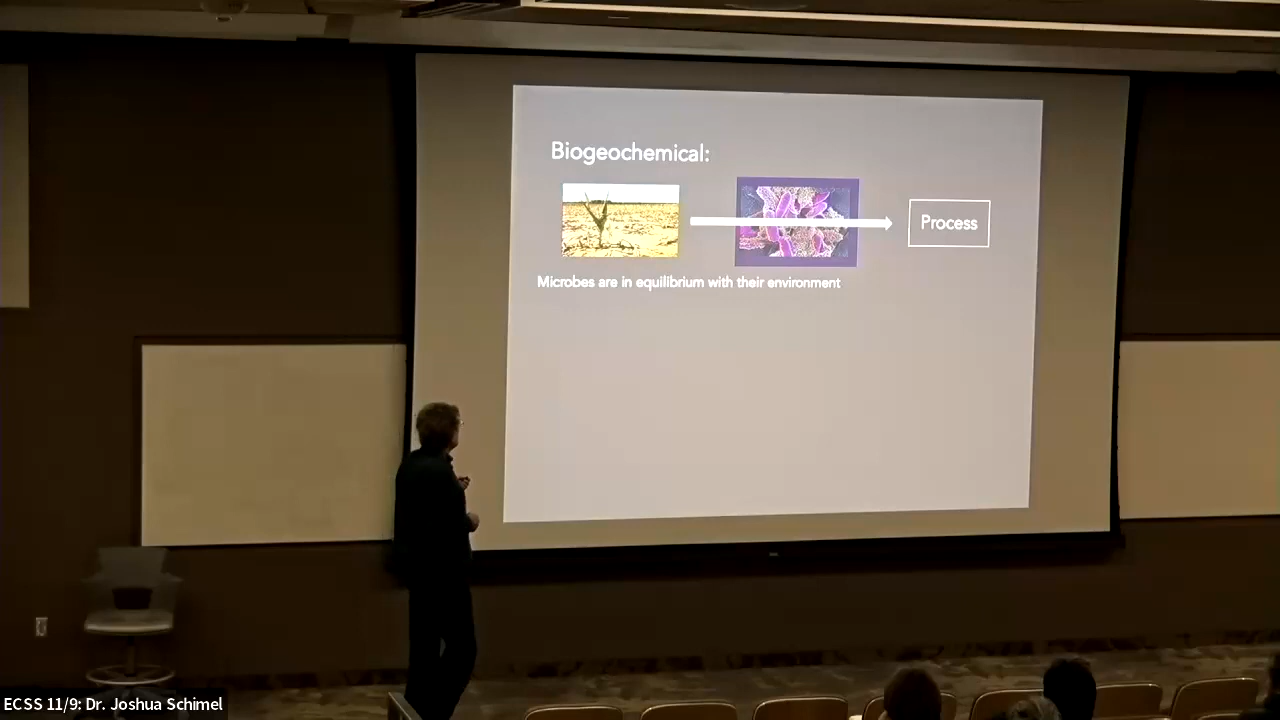 Biogeochemical:
Process
Microbes are in equilibrium with their environment
ECSS 11/9: Dr. Joshua Schimel